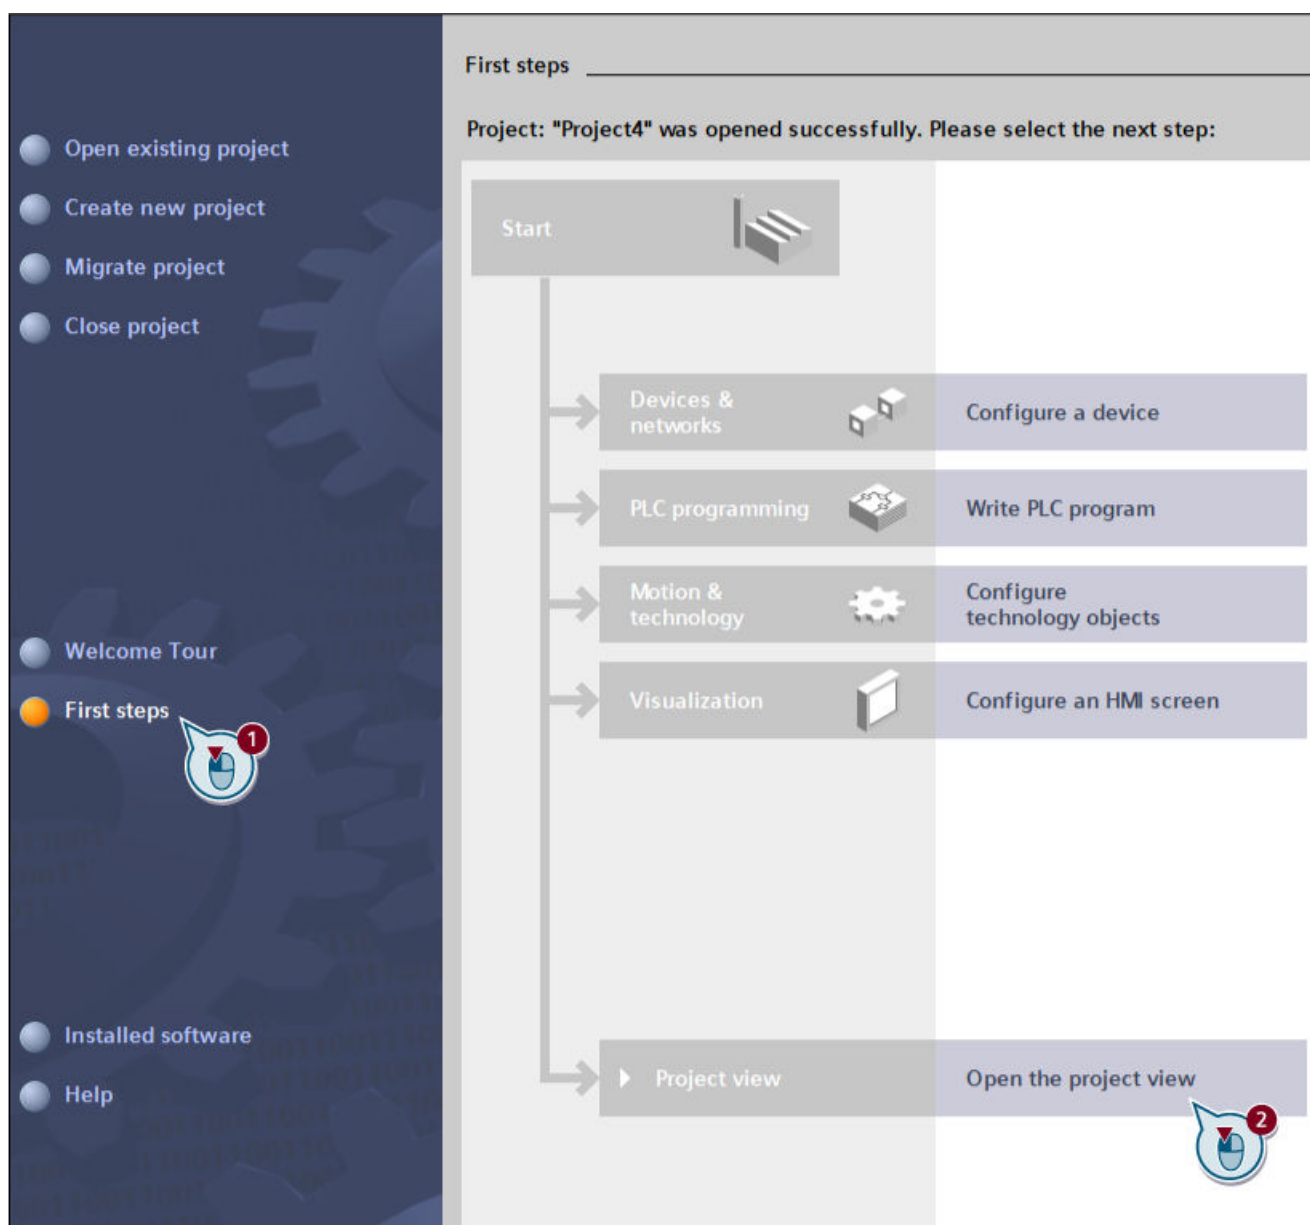 First steps
Project: "Project4" was opened successfully. Please select the next step:
Open existing project
Create new project
Migrate project
Close project
Welcome Tour
First steps
1
Installed software
Help
Start
Devices &
networks
Configure a device
PLC programming
Write PLC program
Motion &
technology
Configure
technology objects
Visualization
Configure an HMI screen
Project view
Open the project view
2